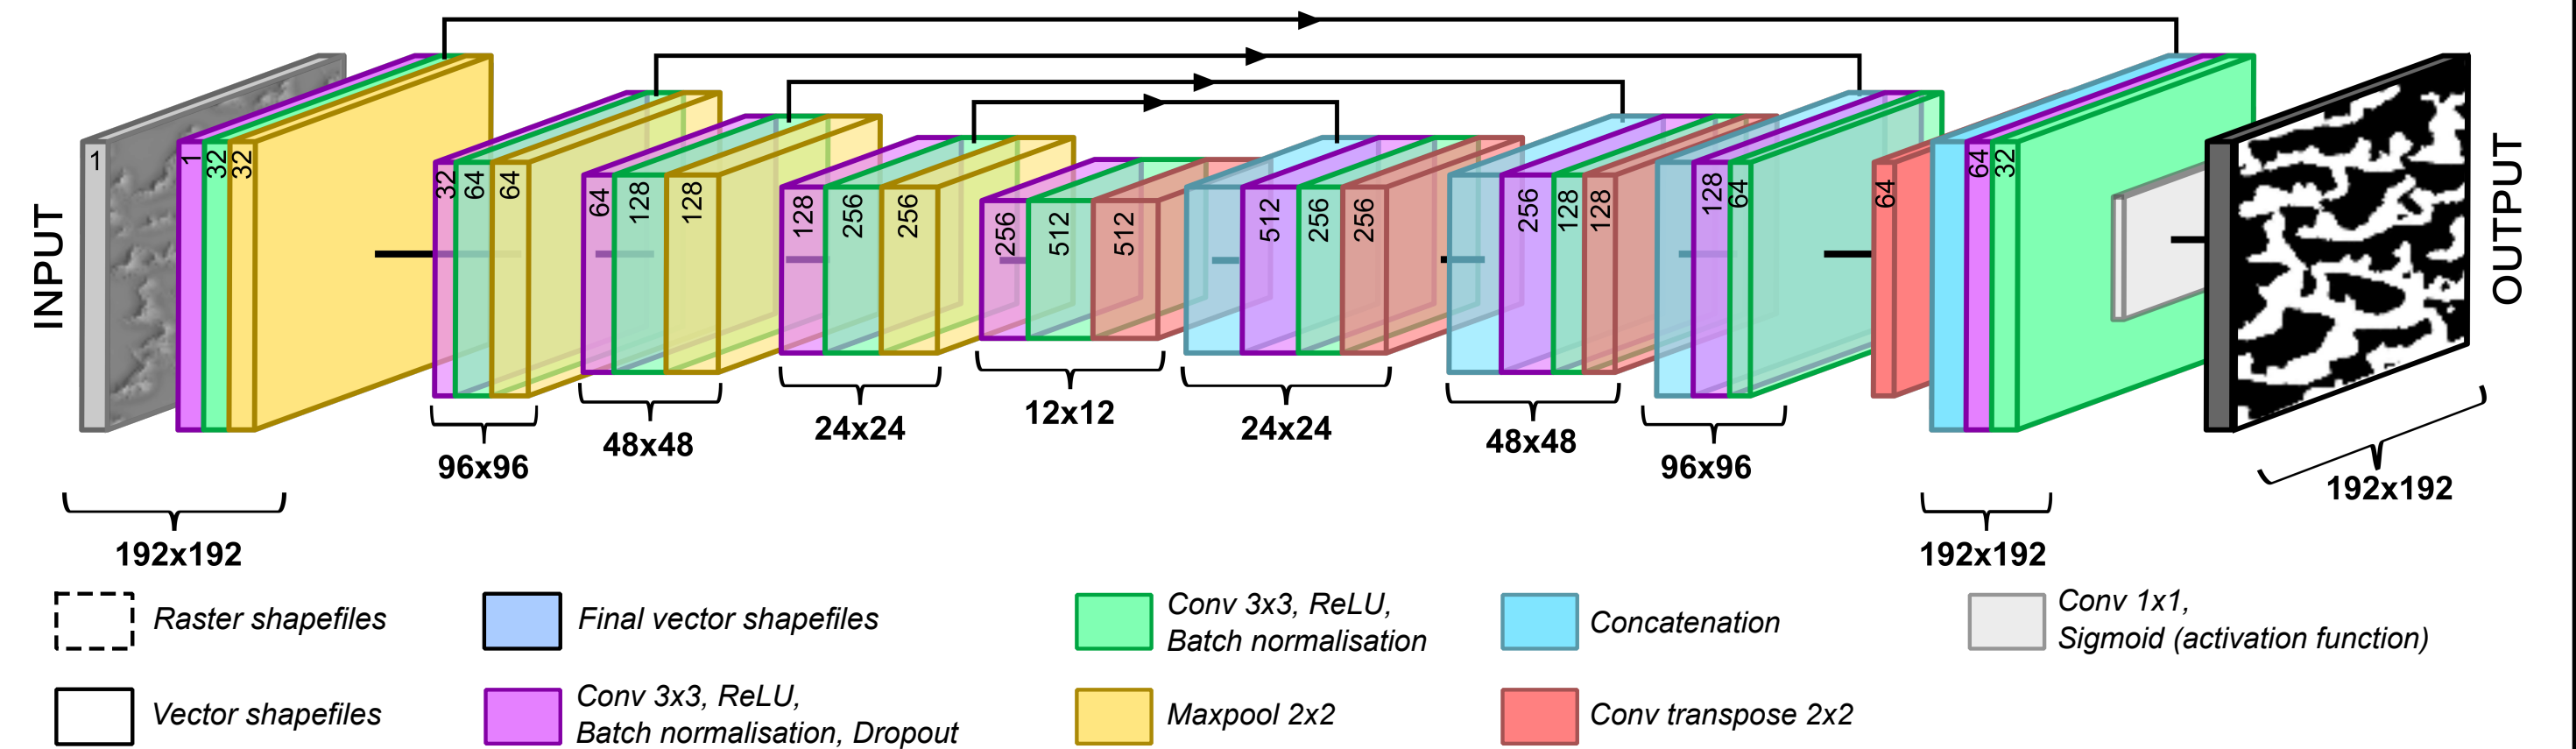 INPUT
1
1
32
32
32
64
64
64
128
128
128
256
256
256
512
512
512
256
256
256
128
128
128
64
64
64
32
OUTPUT
96x96
48x48
24x24
12x12
24x24
48x48
96x96
192x192
192x192
192x192
Raster shapefiles
Vector shapefiles
Final vector shapefiles
Conv 3x3, ReLU,
Batch normalisation, Dropout
Conv 3x3, ReLU,
Batch normalisation
Maxpool 2x2
Concatenation
Conv transpose 2x2
Conv 1x1,
Sigmoid (activation function)